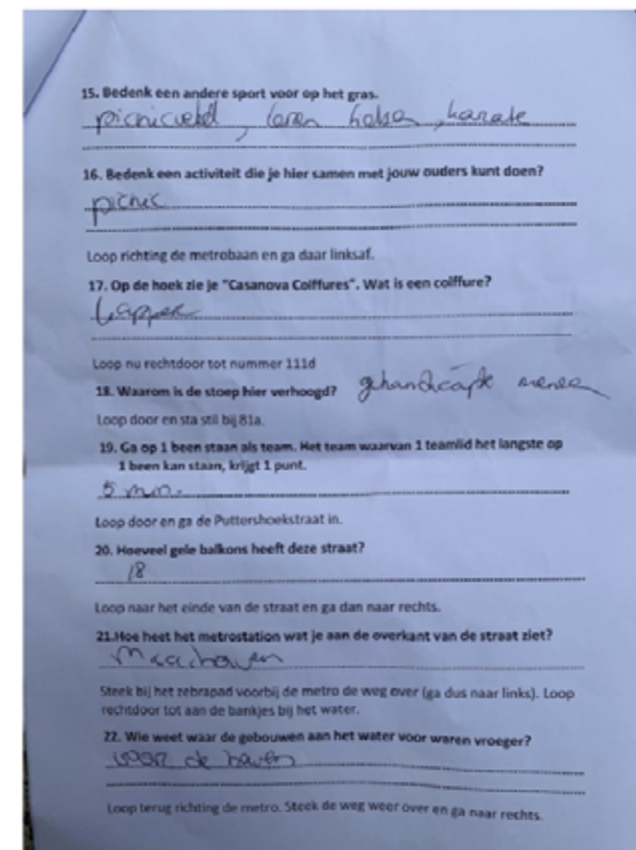 15. Bedenk een andere sport voor op het gras.
picnicveld, leren , karate
16. Bedenk een activiteit die je hier samen met jouw ouders kunt doen?
picnic
Loop richting de metrobaan en ga daar linksaf.
17. Op de hoek zie je "Casanova Coiffures". Wat is een coiffure?
kapper
Loop nu rechtdoor tot nummer 111d
18. Waarom is de stoep hier verhoogd? gehandicapte mensen
Loop door en sta stil bij 81a.
19. Ga op 1 been staan als team. Het team waarvan 1 teamlid het langste op
1 been kan staan, krijgt 1 punt.
5 min.
Loop door en ga de Puttershoekstraat in.
20. Hoeveel gele balkons heeft deze straat?
18
Loop naar het einde van de straat en ga dan naar rechts.
21.Hoe heet het metrostation wat je aan de overkant van de straat ziet?
Maashaven
Steek bij het zebrapad voorbij de metro de weg over (ga dus naar links). Loop
rechtdoor tot aan de bankjes bij het water.
22. Wie weet waar de gebouwen aan het water voor waren vroeger?
voor de haven
Loop terug richting de metro. Steek de weg weer over en ga naar rechts.